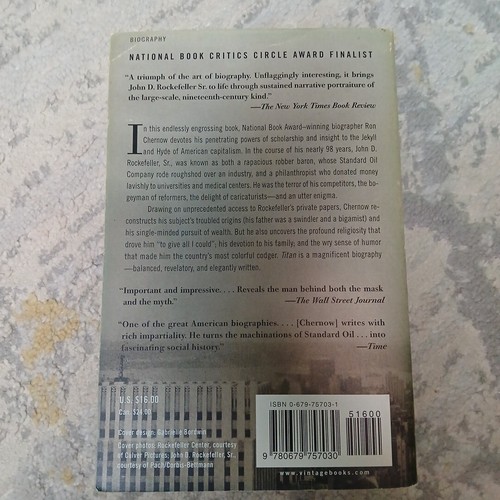 BIOGRAPHY
NATIONAL BOOK CRITICS CIRCLE AWARD FINALIST
“A triumph of the art of biography. Unflaggingly interesting, it brings
John D. Rockefeller Sr. to life through sustained narrative portraiture of
the large-scale, nineteenth-century kind.”
—The New York Times Book Review
In this endlessly engrossing book, National Book Award–winning biographer Ron
Chernow devotes his penetrating powers of scholarship and insight to the Jekyll
and Hyde of American capitalism. In the course of his nearly 98 years, John D.
Rockefeller, Sr., was known as both a rapacious robber baron, whose Standard Oil
Company rode roughshod over an industry, and a philanthropist who donated money
lavishly to universities and medical centers. He was the terror of his competitors, the bo-
geyman of reformers, the delight of caricaturists—and an utter enigma.
Drawing on unprecedented access to Rockefeller’s private papers, Chernow re-
constructs his subject’s troubled origins (his father was a swindler and a bigamist) and
his single-minded pursuit of wealth. But he also uncovers the profound religiosity that
drove him “to give all I could”; his devotion to his family; and the wry sense of humor
that made him the country’s most colorful codger. Titan is a magnificent biography
—balanced, revelatory, and elegantly written.
“Important and impressive. . . . Reveals the man behind both the mask
and the myth.” —The Wall Street Journal
“One of the great American biographies. . . . [Chernow] writes with
rich impartiality. He turns the machinations of Standard Oil . . . into
fascinating social history.” —Time
U.S. $16.00
Can. $24.00
Cover design: Gabrielle Bordwin
Cover photos: Rockefeller Center, courtesy
of Culver Pictures; John D. Rockefeller, Sr.,
courtesy of Pach/Corbis-Bettmann
ISBN 0-679-75703-1
51600
9 780679 757030
www.vintagebooks.com